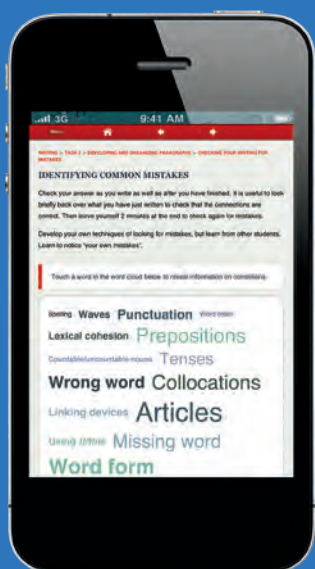 3G 9:41 AM
WRITING > TASK 2 > DEVELOPING AND ORGANISING PARAGRAPHS > CHECKING YOUR WRITING FOR
MISTAKES
IDENTIFYING COMMON MISTAKES
Check your answer as you write as well as after you have finished. It is useful to look
briefly back over what you have just written to check that the connections are
correct. Then leave yourself 2 minutes at the end to check again for mistakes.
Develop your own techniques of looking for mistakes, but learn from other students.
Learn to notice 'your own mistakes'.
Touch a word in the word cloud below to reveal information on conditions.
Waves Punctuation Word order
Lexical cohesion Prepositions
Countable/uncountable nouns Tenses
Wrong word Collocations
Linking devices Articles
Missing word
Word form